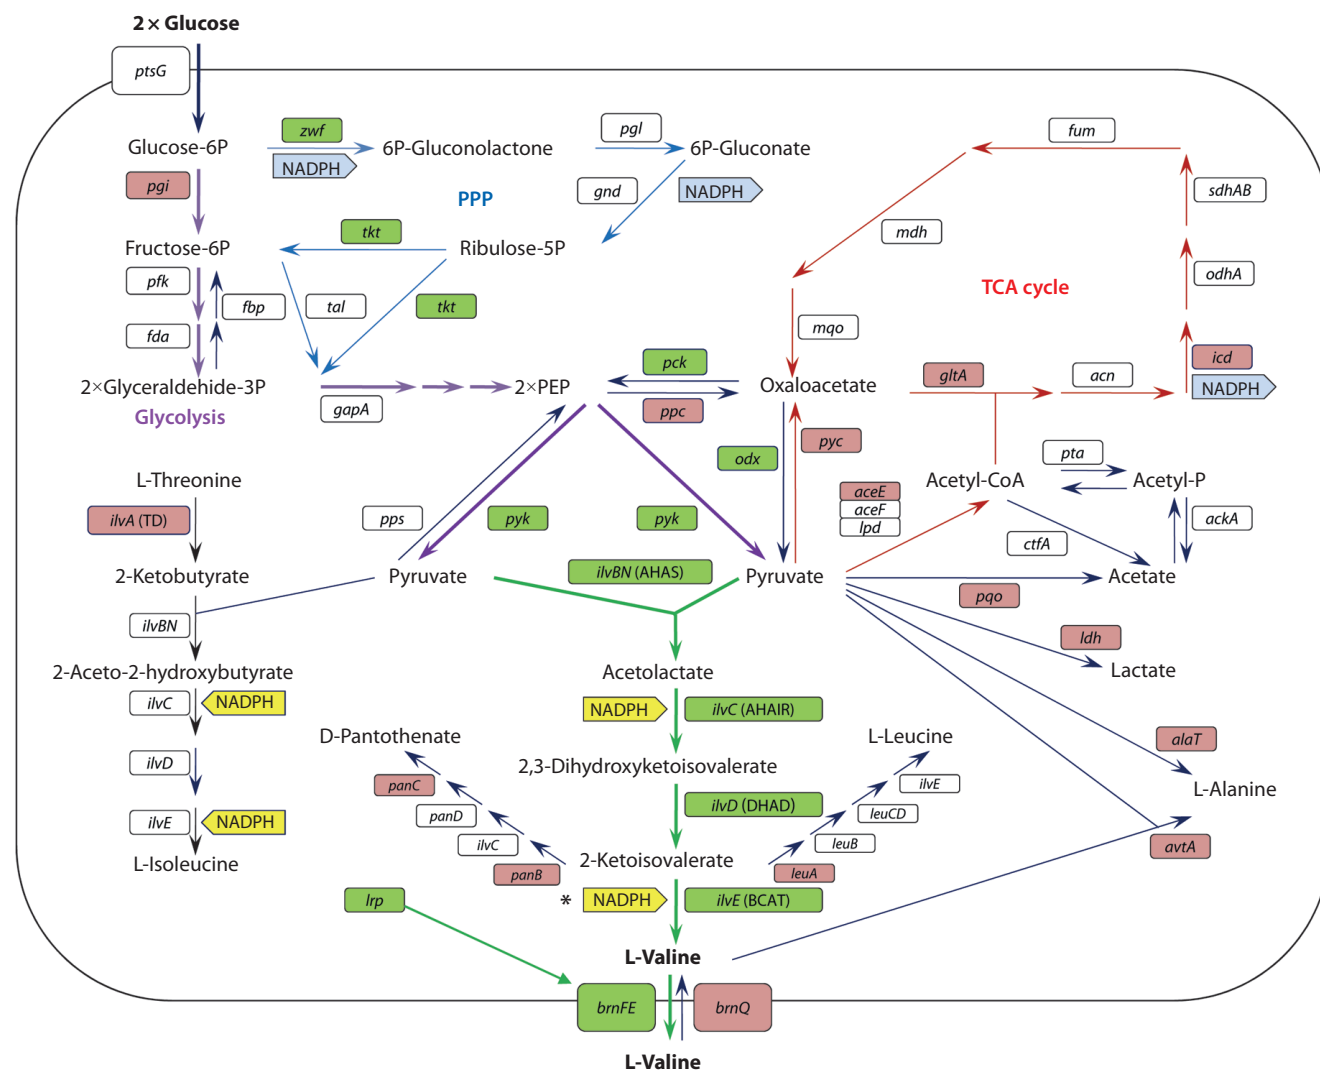 2 × Glucose
ptsG
Glucose-6P
zwf
NADPH
6P-Gluconolactone
pgl
6P-Gluconate
fum
pgi
PPP
gnd
NADPH
sdhAB
mdh
Fructose-6P
tkt
Ribulose-5P
pfk
fbp
tal
tkt
odhA
TCA cycle
fda
mqo
icd
NADPH
2×Glyceraldehide-3P
Glycolysis
gapA
2×PEP
pck
ppc
Oxaloacetate
gltA
acn
pyc
odx
L-Threonine
Acetyl-CoA
pta
Acetyl-P
ilvA (TD)
pps
pyk
pyk
aceE
aceF
lpd
ctfA
ackA
2-Ketobutyrate
Pyruvate
ilvBN (AHAS)
Pyruvate
Acetate
pqo
ilvBN
ldh
2-Aceto-2-hydroxybutyrate
Acetolactate
Lactate
ilvC
NADPH
NADPH
ilvC (AHAIR)
D-Pantothenate
L-Leucine
alaT
ilvD
2,3-Dihydroxyketoisovalerate
panC
ilvE
L-Alanine
panD
ilvD (DHAD)
leuCD
ilvE
NADPH
ilvC
leuB
avtA
L-Isoleucine
2-Ketoisovalerate
panB
leuA
lrp
*
NADPH
ilvE (BCAT)
L-Valine
brnFE
brnQ
L-Valine